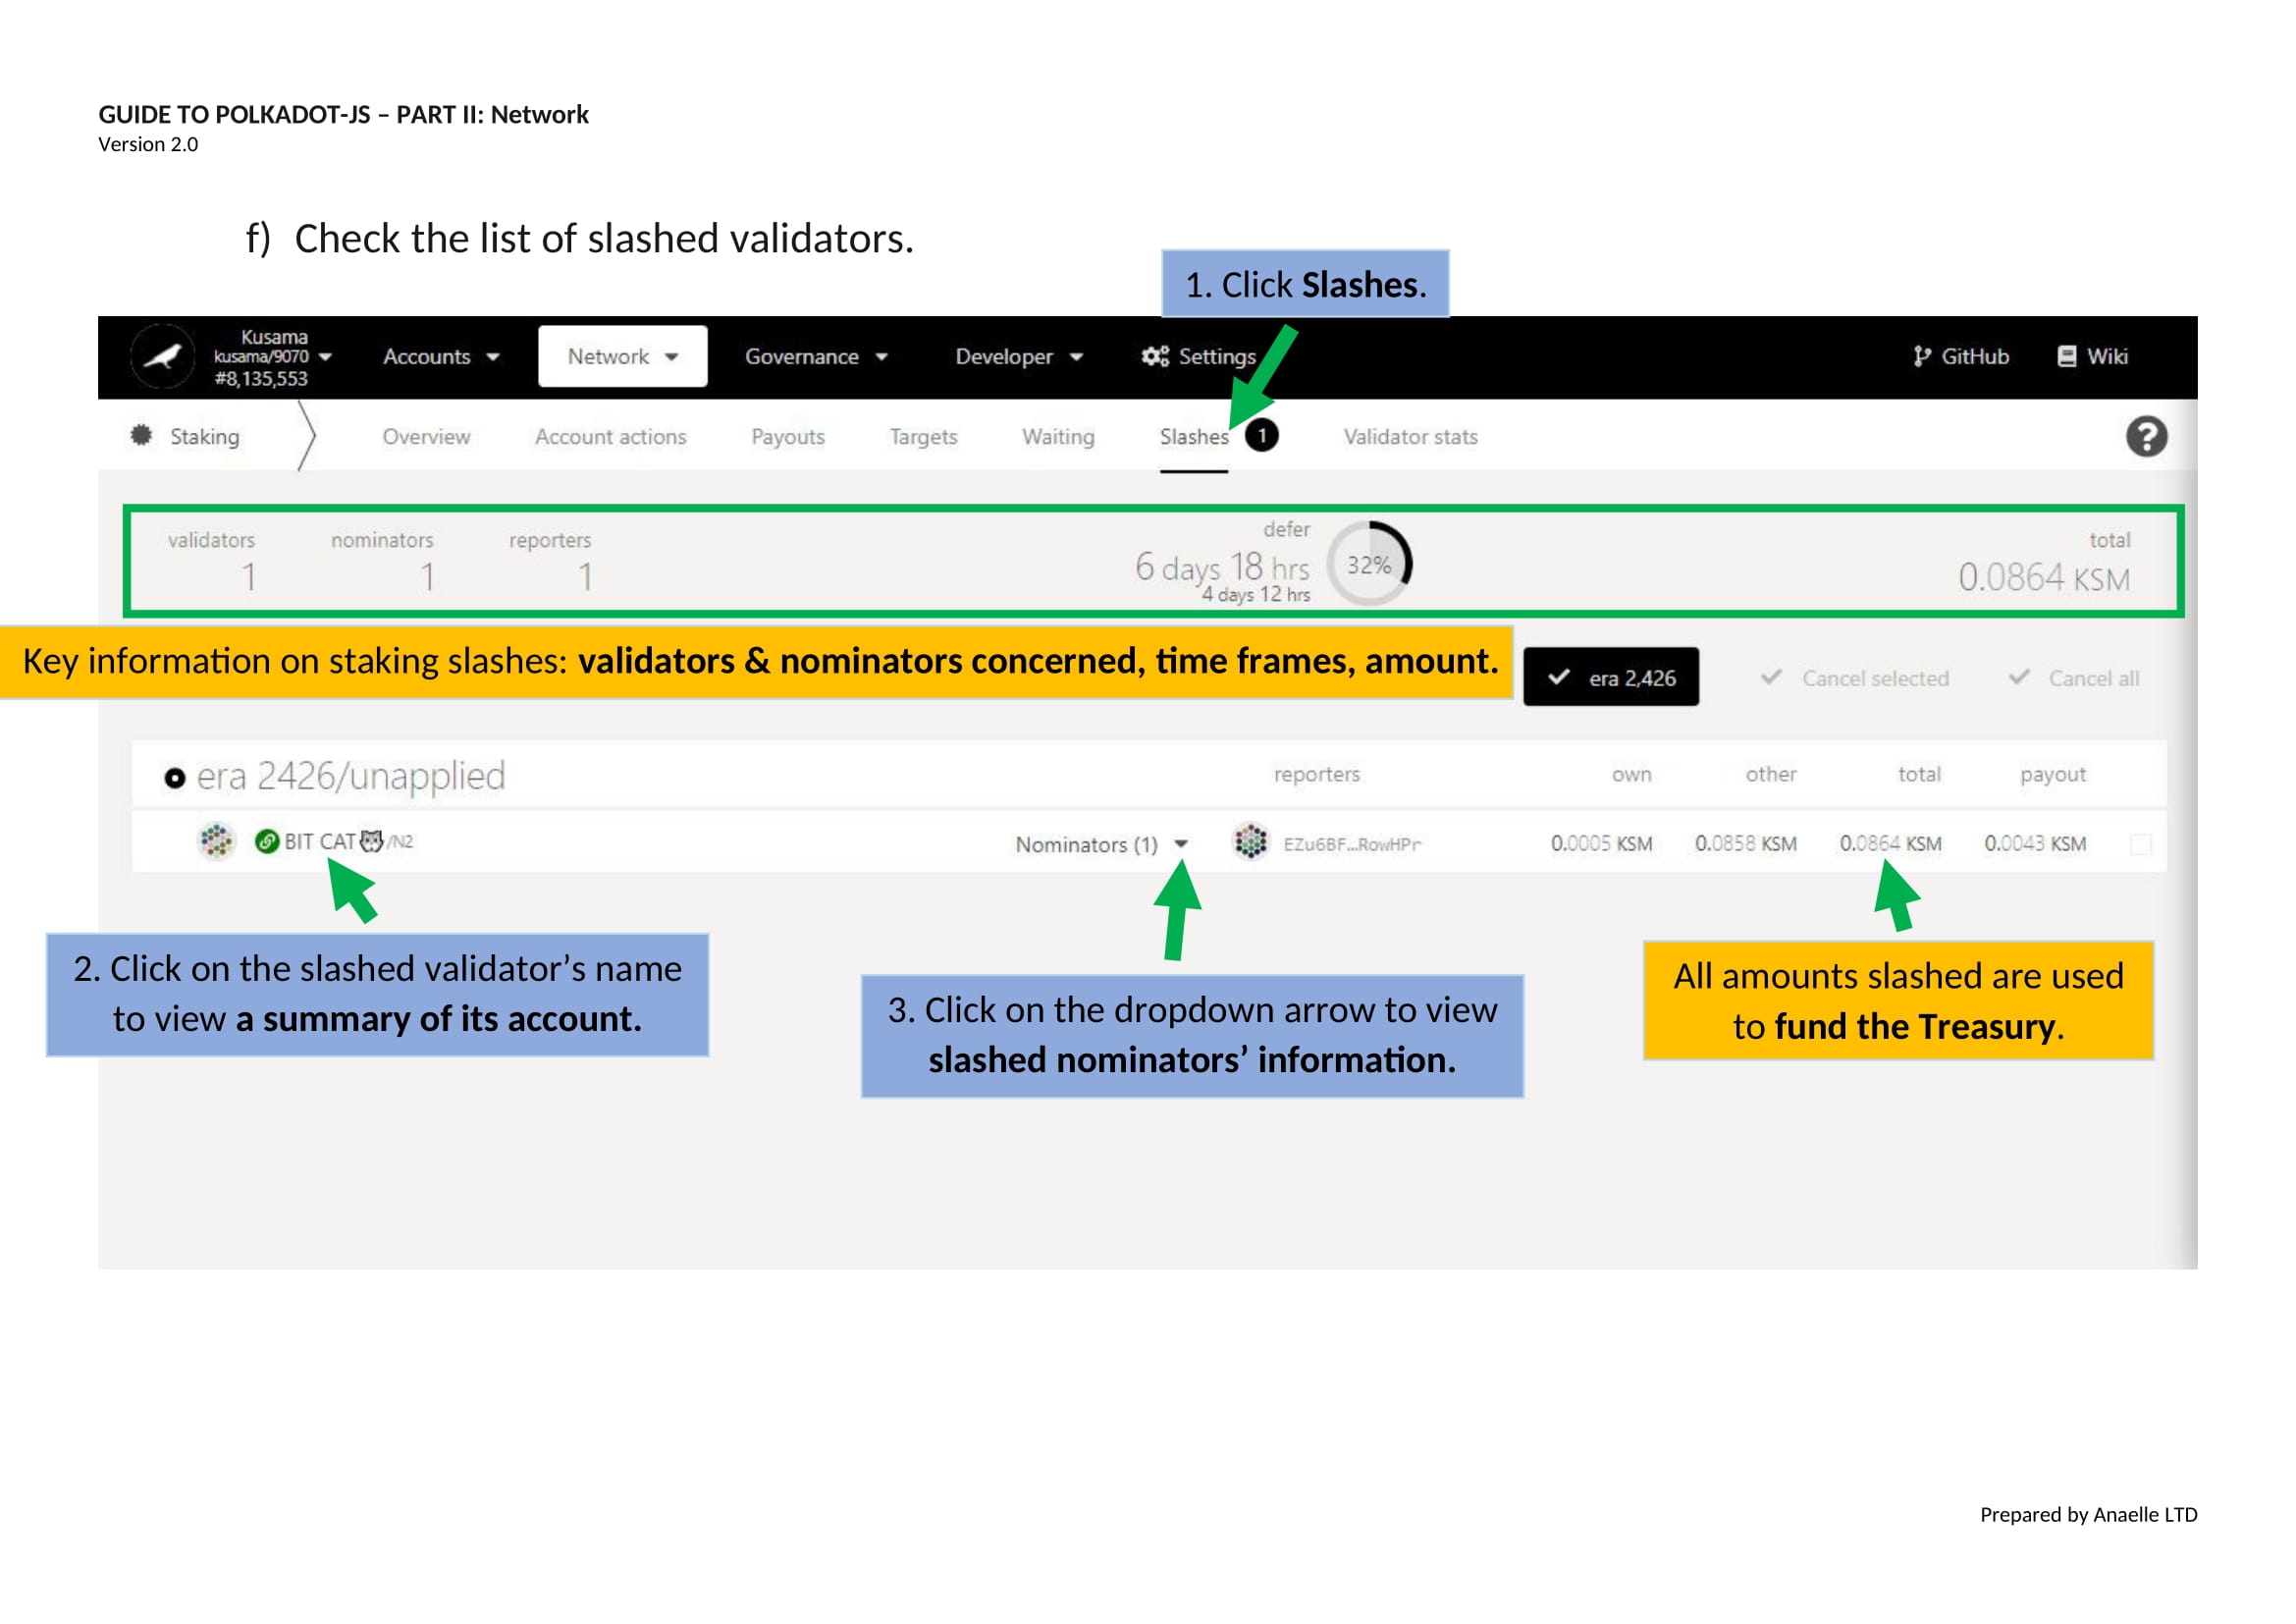 GUIDE TO POLKADOT-JS – PART II: Network
Version 2.0
f) Check the list of slashed validators.
1. Click Slashes.
Kusama
kusama/9070
#8,135,553
Accounts
Network
Governance
Developer
Settings
GitHub
Wiki
Staking
Overview
Account actions
Payouts
Targets
Waiting
Slashes 1
Validator stats
?
validators
1
nominators
1
reporters
1
defer
6 days 18 hrs
4 days 12 hrs
32%
total
0.0864 KSM
Key information on staking slashes: validators & nominators concerned, time frames, amount.
era 2,426
Cancel selected
Cancel all
era 2426/unapplied
reporters
own
other
total
payout
BIT CAT🐱/N2
Nominators (1)
EZu6BF...RowHPr
0.0005 KSM
0.0858 KSM
0.0864 KSM
0.0043 KSM
2. Click on the slashed validator’s name
to view a summary of its account.
3. Click on the dropdown arrow to view
slashed nominators’ information.
All amounts slashed are used
to fund the Treasury.
Prepared by Anaelle LTD